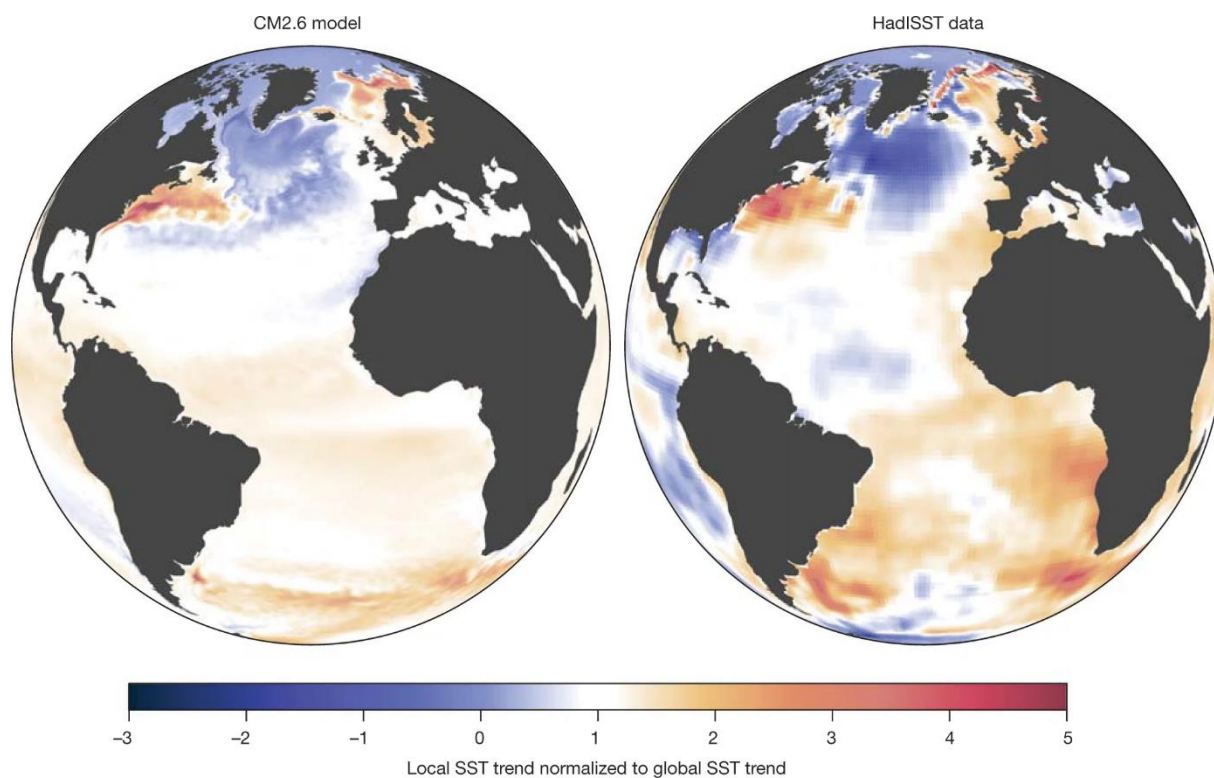 CM2.6 model
HadISST data
–3 –2 –1 0 1 2 3 4 5
Local SST trend normalized to global SST trend